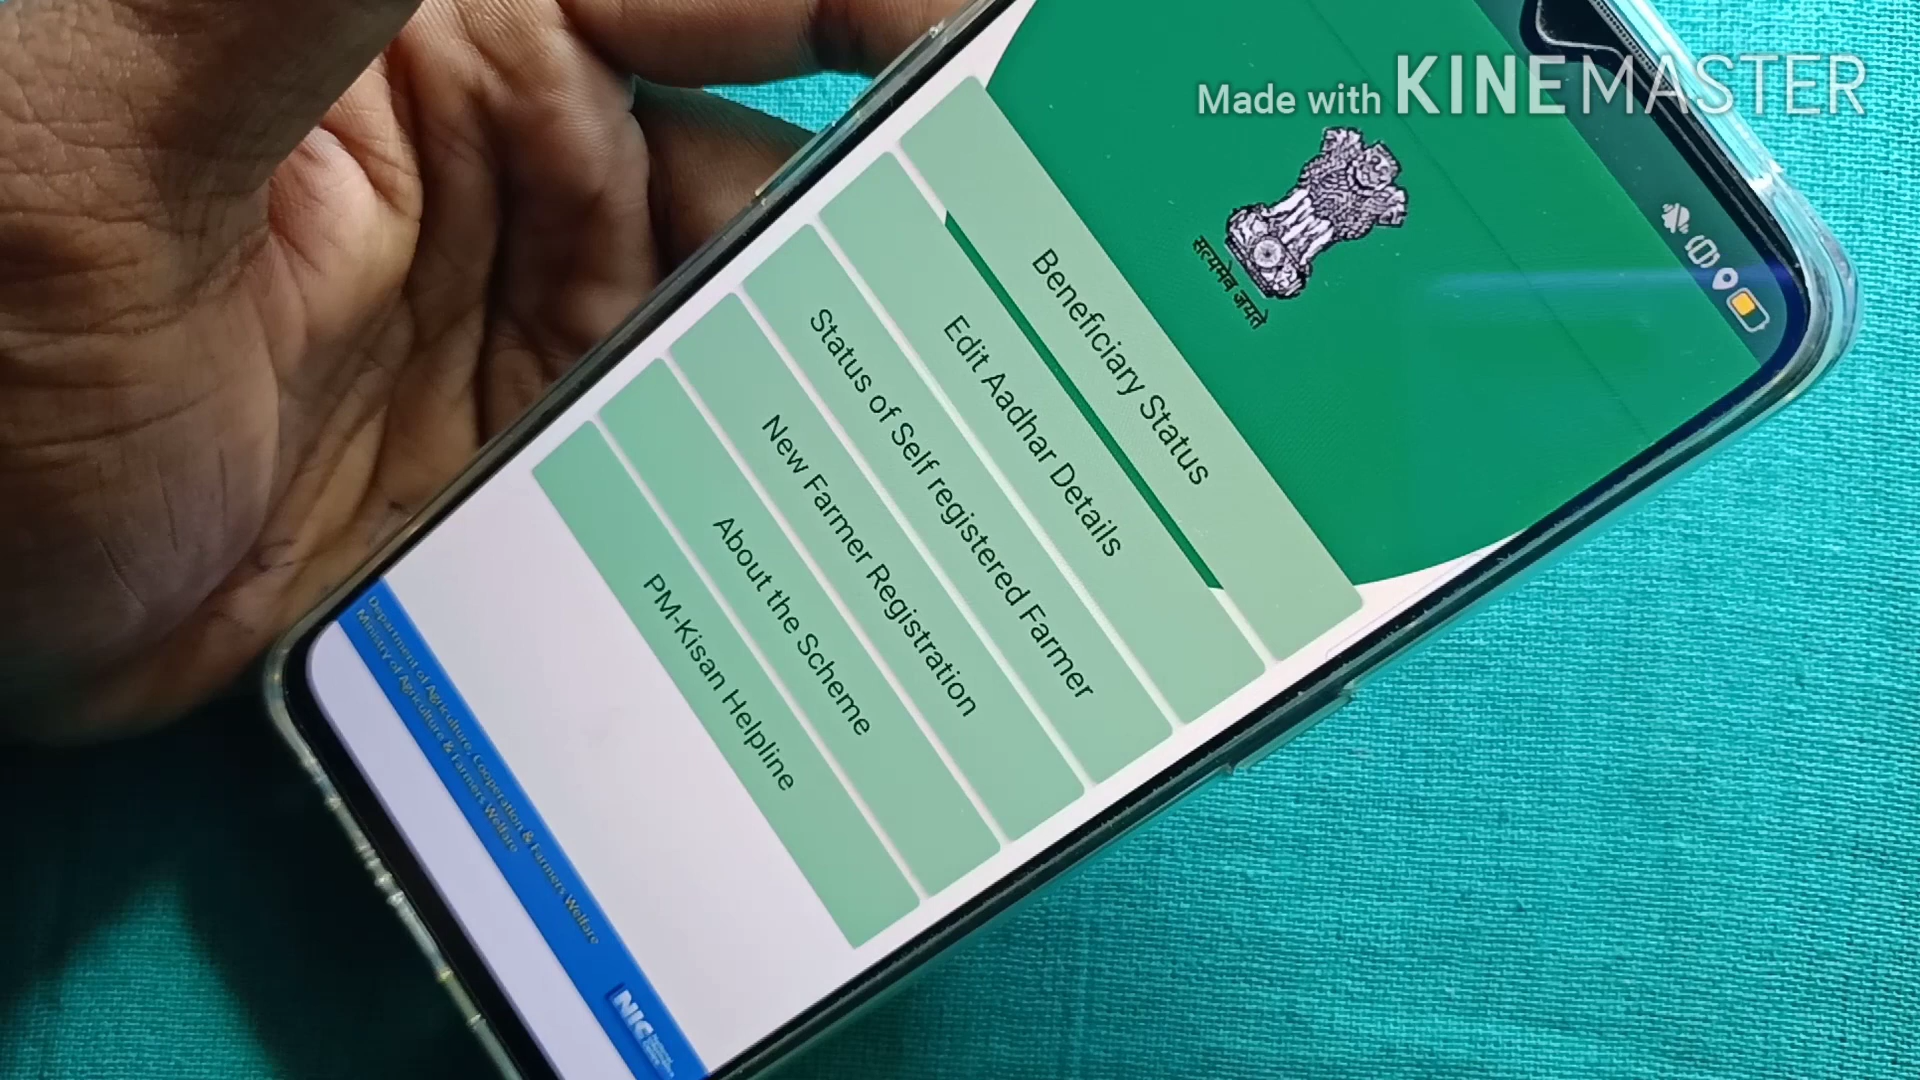 Made with KINEMASTER
सत्यमेव जयते
Beneficiary Status
Edit Aadhar Details
Status of Self registered Farmer
New Farmer Registration
About the Scheme
PM-Kisan Helpline
Department of Agriculture, Cooperation & Farmers Welfare
Ministry of Agriculture & Farmers Welfare
NIC